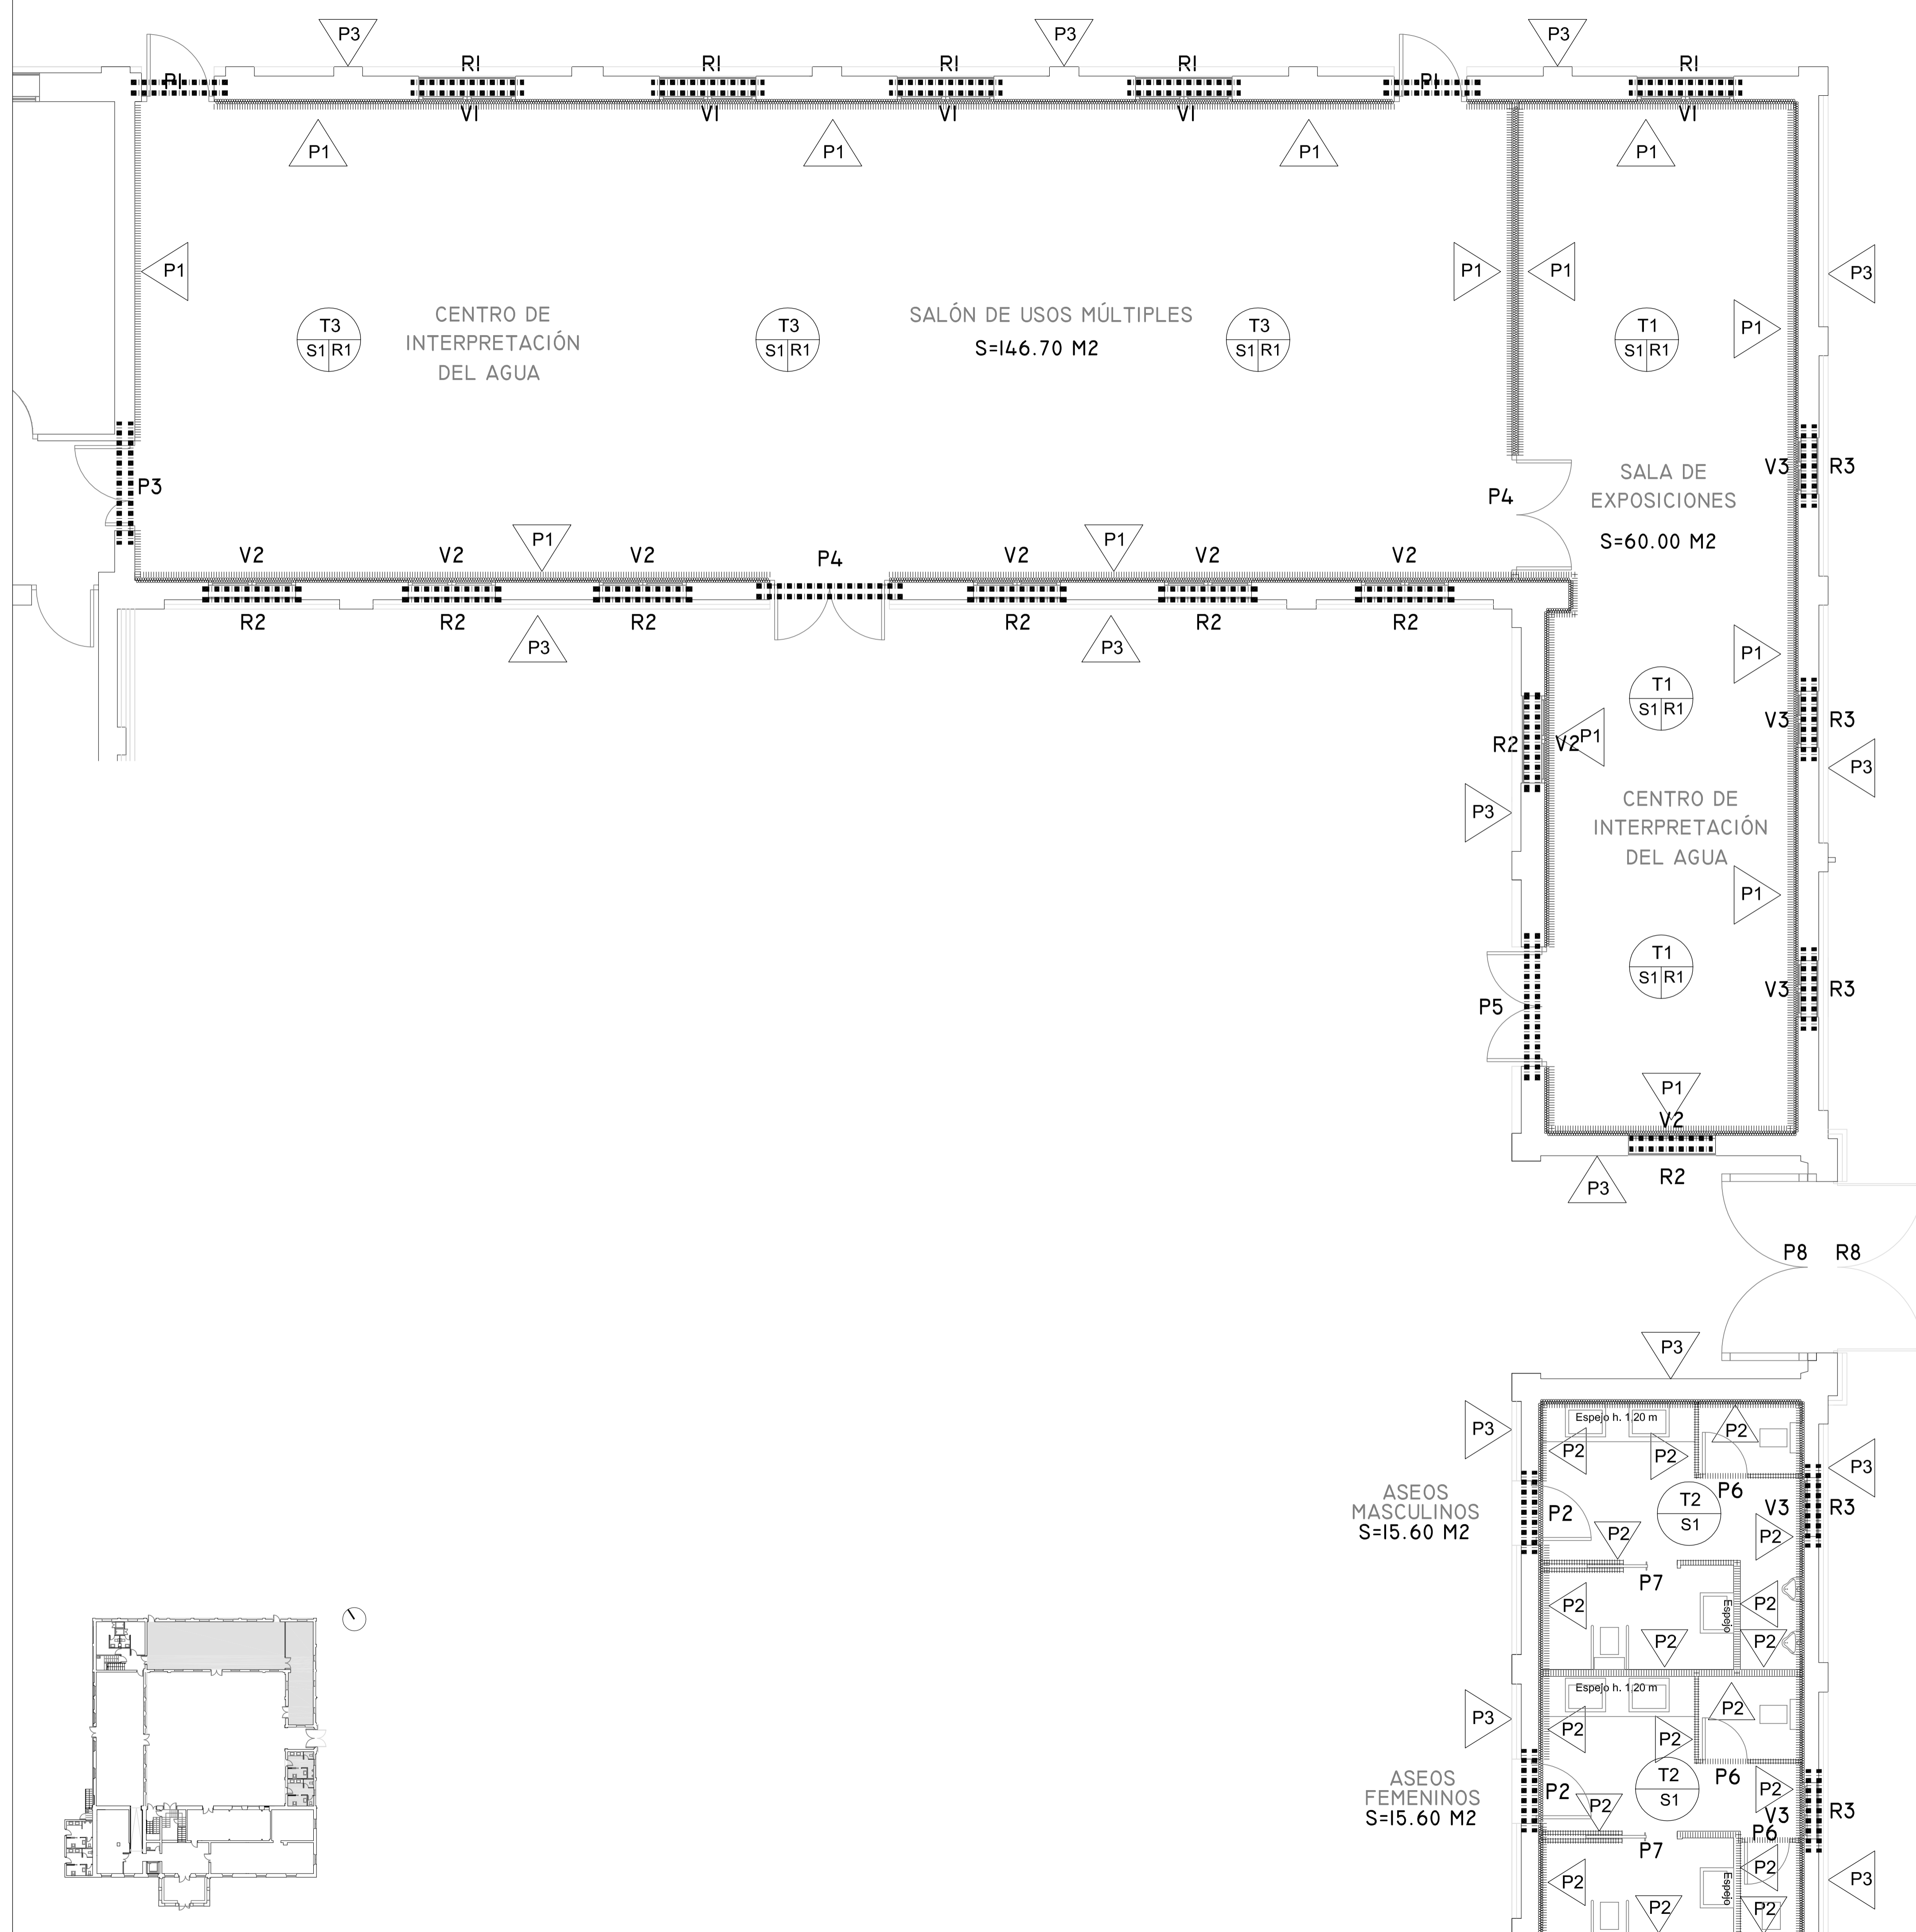 P3 P3 P3
RI RI RI RI RI
PI PI
VI VI VI VI VI
P1 P1 P1 P1
P1 P1 P1 P3
P1
T3 T3 T3 T1
S1 R1 S1 R1 S1 R1 S1 R1
CENTRO DE
INTERPRETACIÓN
DEL AGUA
SALÓN DE USOS MÚLTIPLES
S=146.70 M2
P3
P4
SALA DE
EXPOSICIONES
S=60.00 M2
V3 R3
P1 P1
V2 V2 V2 P4 V2 V2 V2
R2 R2 R2 R2 R2 R2
P3 P3
P1
T1
S1 R1
V3 R3
R2 V2 P1
P3
P3
CENTRO DE
INTERPRETACIÓN
DEL AGUA
P1
T1
S1 R1
V3 R3
P5
P1
V2
R2
P3
P8 R8
P3
Espejo h. 1,20 m
P3 P2 P2 P2 P3
P6
ASEOS
MASCULINOS
S=15.60 M2
P2
T2
S1
V3 R3
P2 P2
P7
P2 P2
Espejo
P2 P2
Espejo h. 1,20 m
P3 P2 P2 P2
P6
ASEOS
FEMENINOS
S=15.60 M2
P2
T2
S1
P2
P2
V3 R3
P6
P7
P2 P2 P3
Espejo
P2 P2